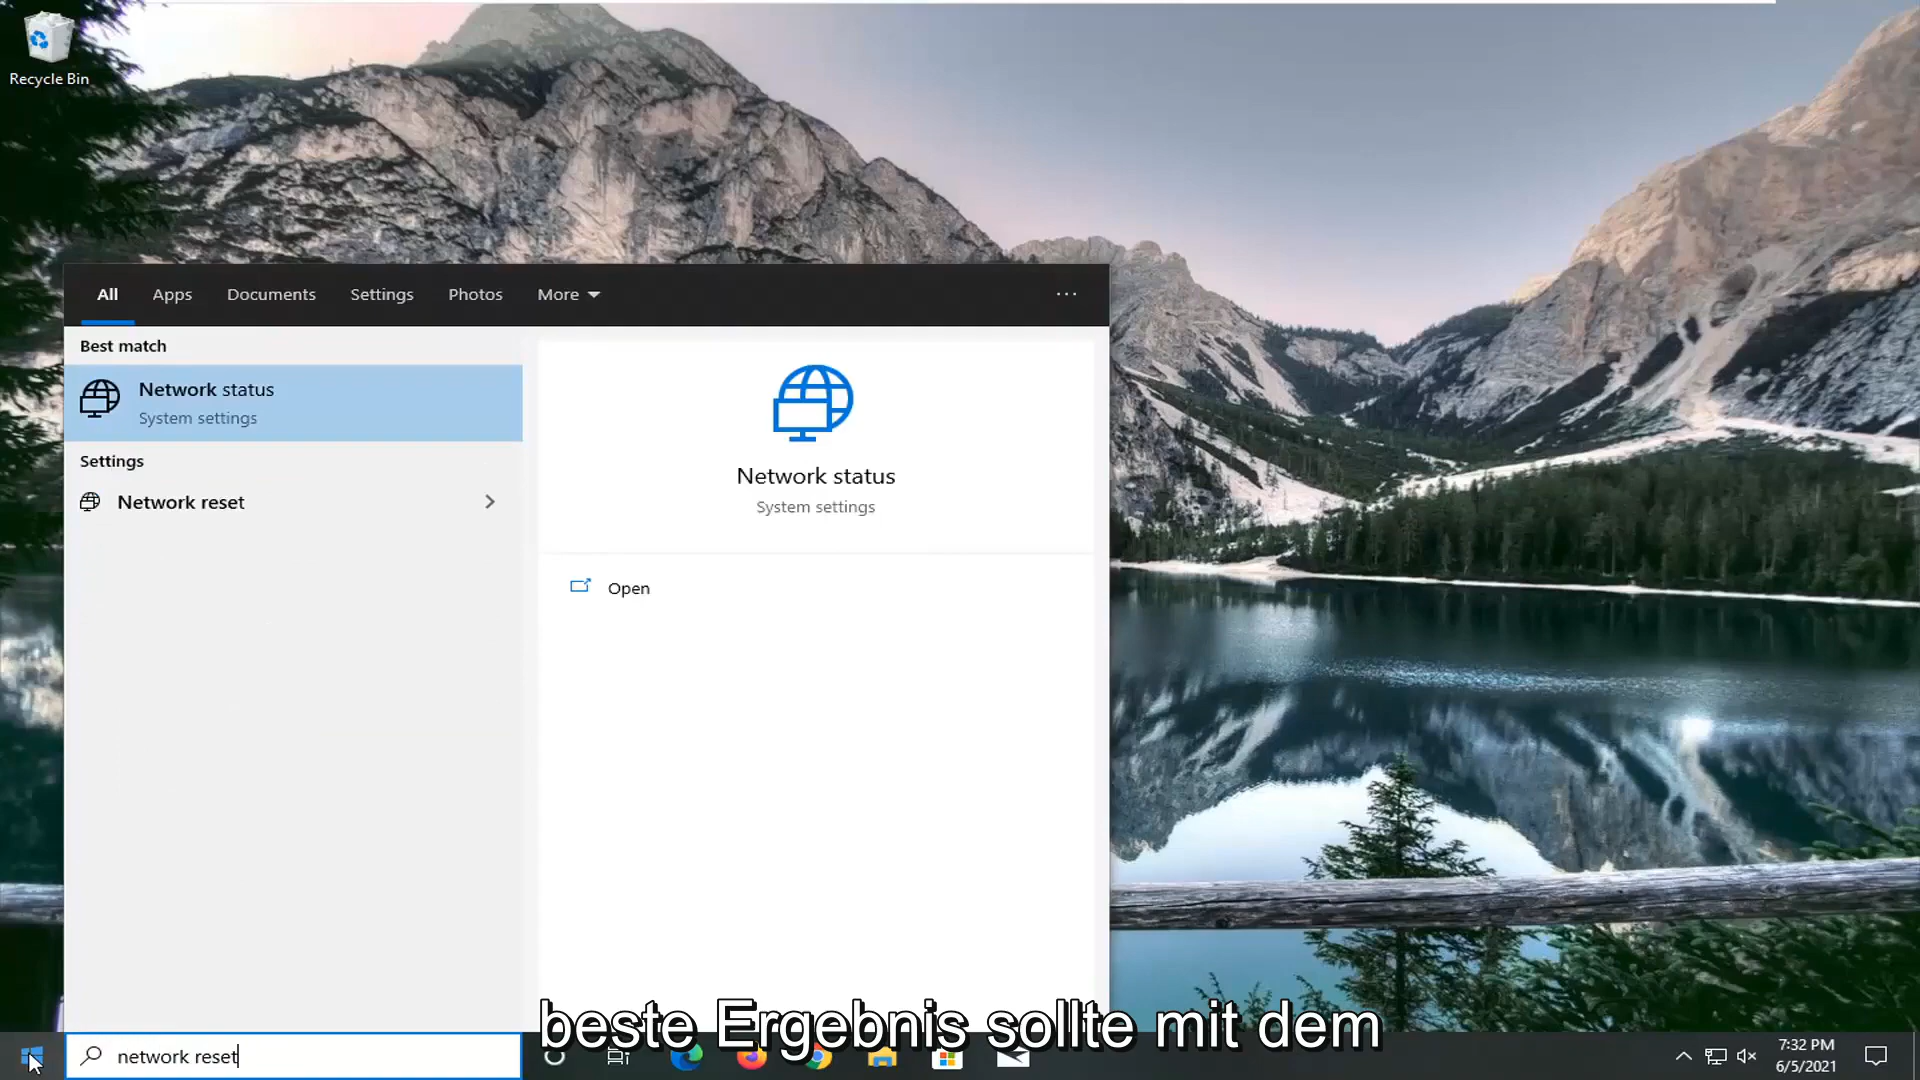 Recycle Bin
All Apps Documents Settings Photos More ...
Best match
Network status
System settings
Settings
Network reset
Network status
System settings
Open
beste Ergebnis sollte mit dem
network reset
7:32 PM
6/5/2021